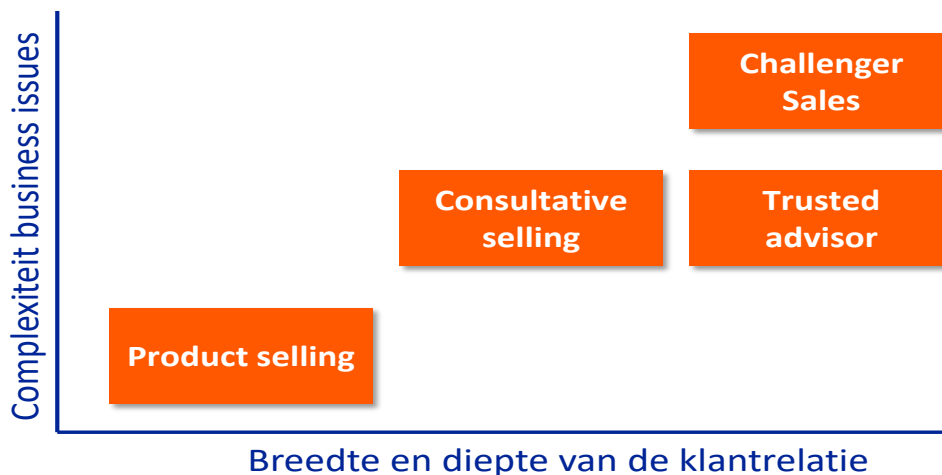 Complexiteit business issues
Challenger
Sales
Consultative
selling
Trusted
advisor
Product selling
Breedte en diepte van de klantrelatie